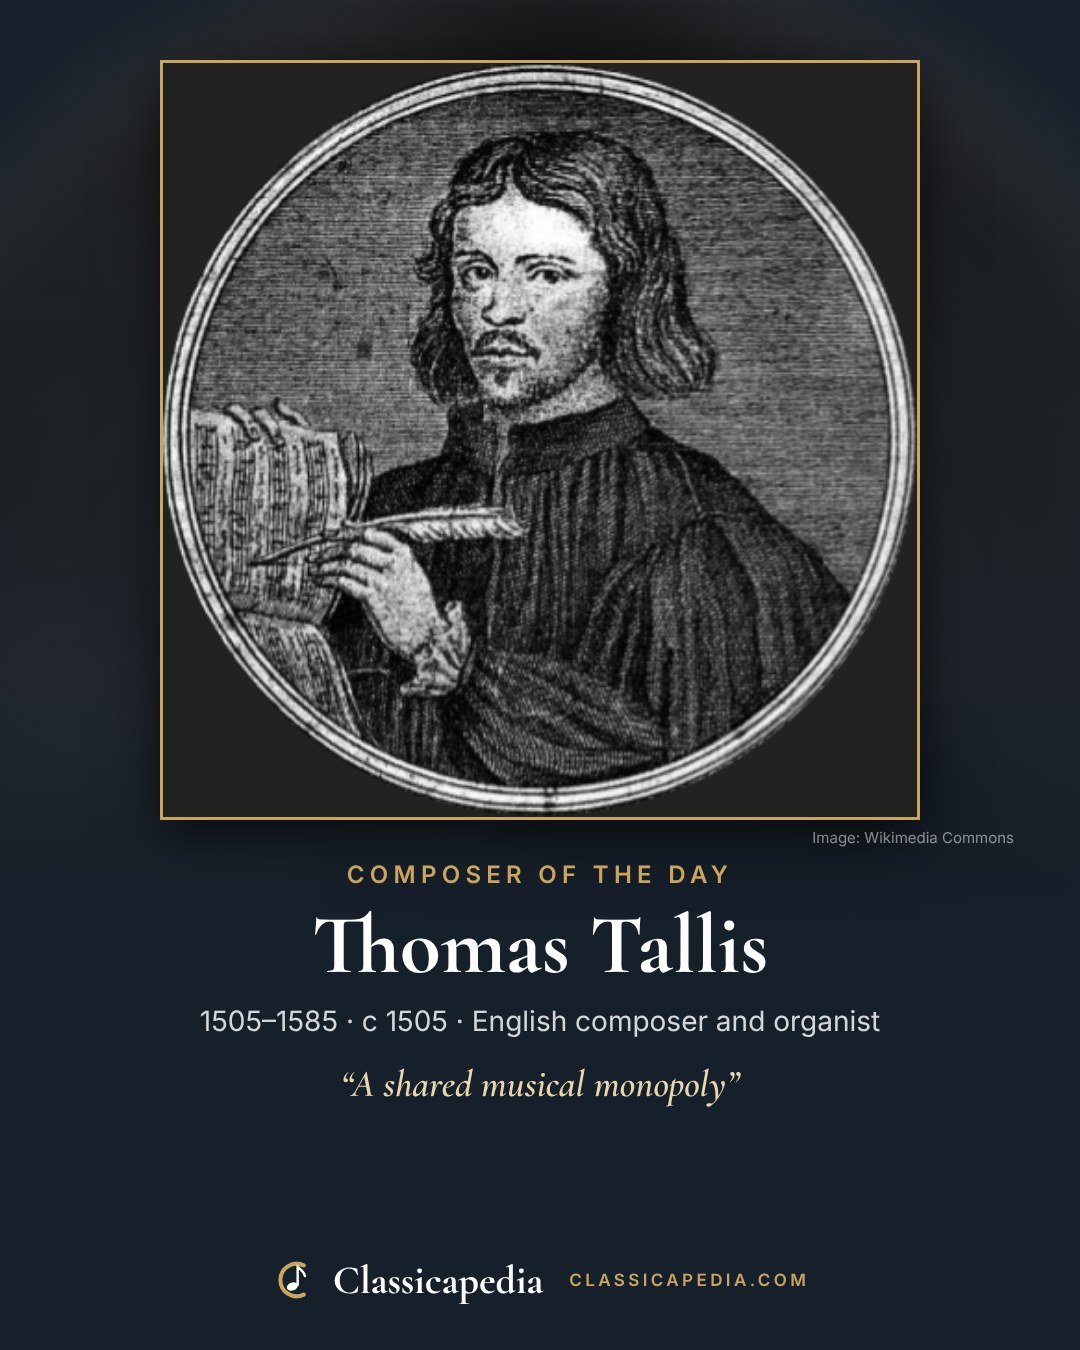 Image: Wikimedia Commons
COMPOSER OF THE DAY
Thomas Tallis
1505–1585 · c 1505 · English composer and organist
“A shared musical monopoly”
Classicapedia CLASSICAPEDIA.COM